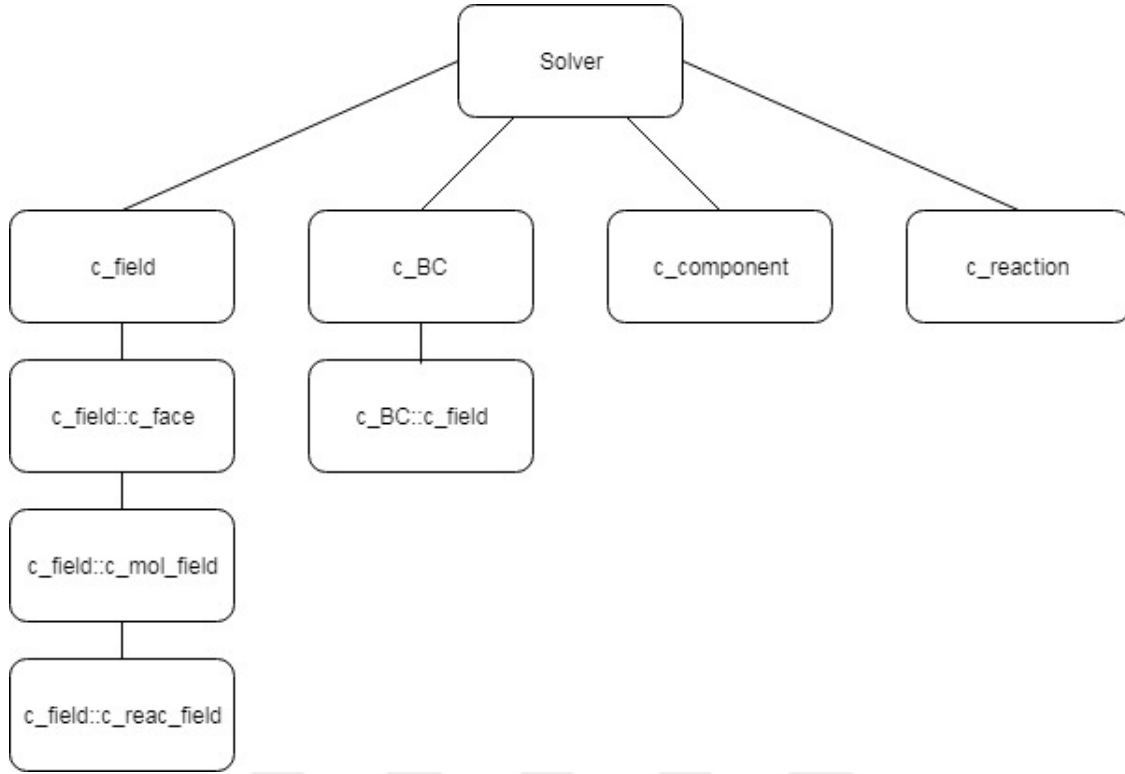 Solver
c_field
c_BC
c_component
c_reaction
c_field::c_face
c_BC::c_field
c_field::c_mol_field
c_field::c_reac_field